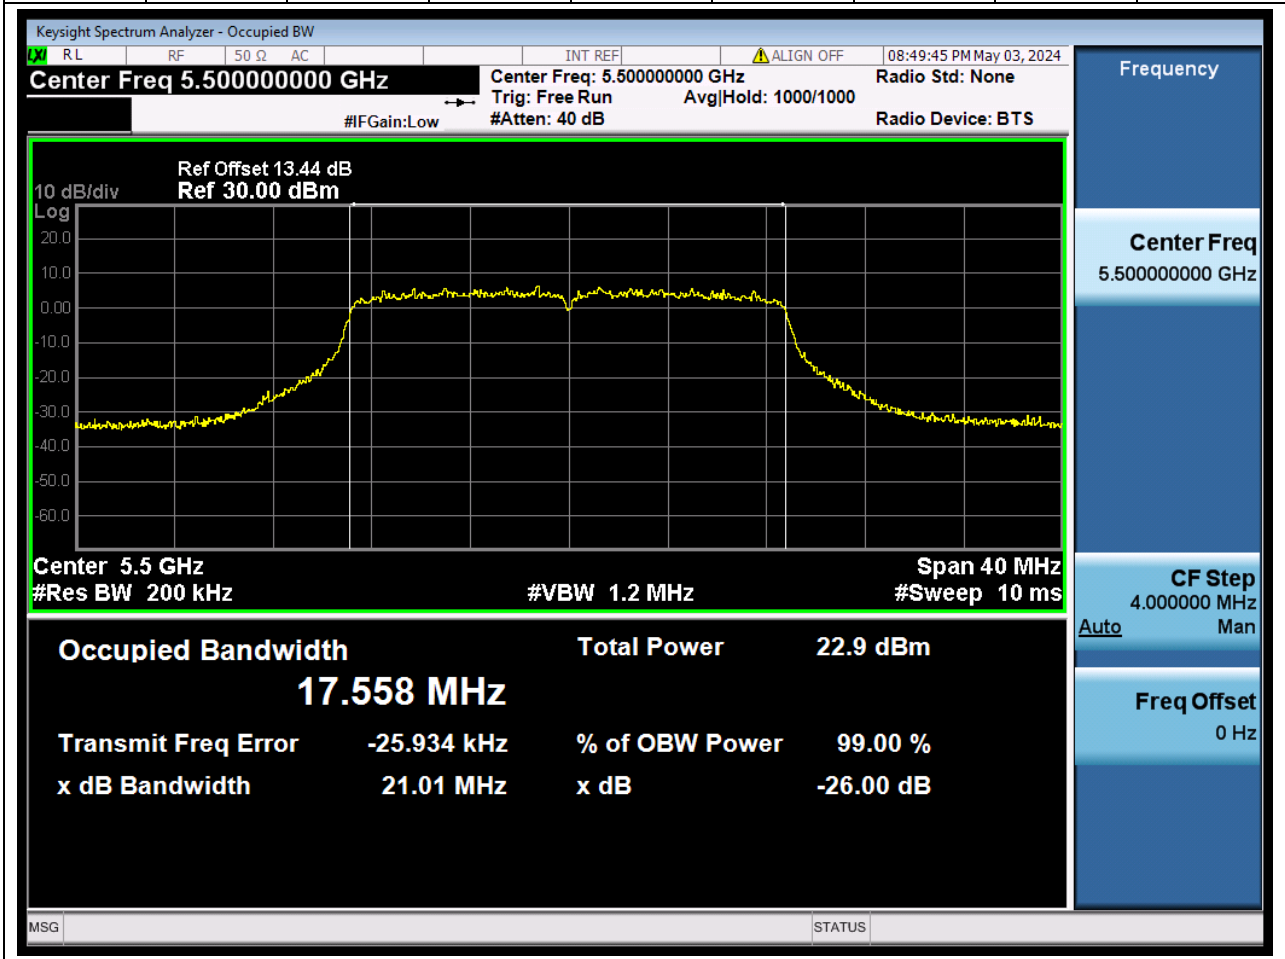 Keysight Spectrum Analyzer - Occupied BW
LXI RL RF 50 Ω AC INT REF ALIGN OFF 08:49:45 PM May 03, 2024
Center Freq 5.500000000 GHz
Center Freq: 5.500000000 GHz
Radio Std: None
Trig: Free Run Avg|Hold: 1000/1000
#IFGain:Low
#Atten: 40 dB
Radio Device: BTS
Ref Offset 13.44 dB
10 dB/div Ref 30.00 dBm
Log
20.0
10.0
0.00
-10.0
-20.0
-30.0
-40.0
-50.0
-60.0
Center 5.5 GHz Span 40 MHz
#Res BW 200 kHz #VBW 1.2 MHz #Sweep 10 ms
Occupied Bandwidth Total Power 22.9 dBm
17.558 MHz
Transmit Freq Error -25.934 kHz % of OBW Power 99.00 %
x dB Bandwidth 21.01 MHz x dB -26.00 dB
MSG STATUS
Frequency
Center Freq
5.500000000 GHz
CF Step
4.000000 MHz
Auto Man
Freq Offset
0 Hz